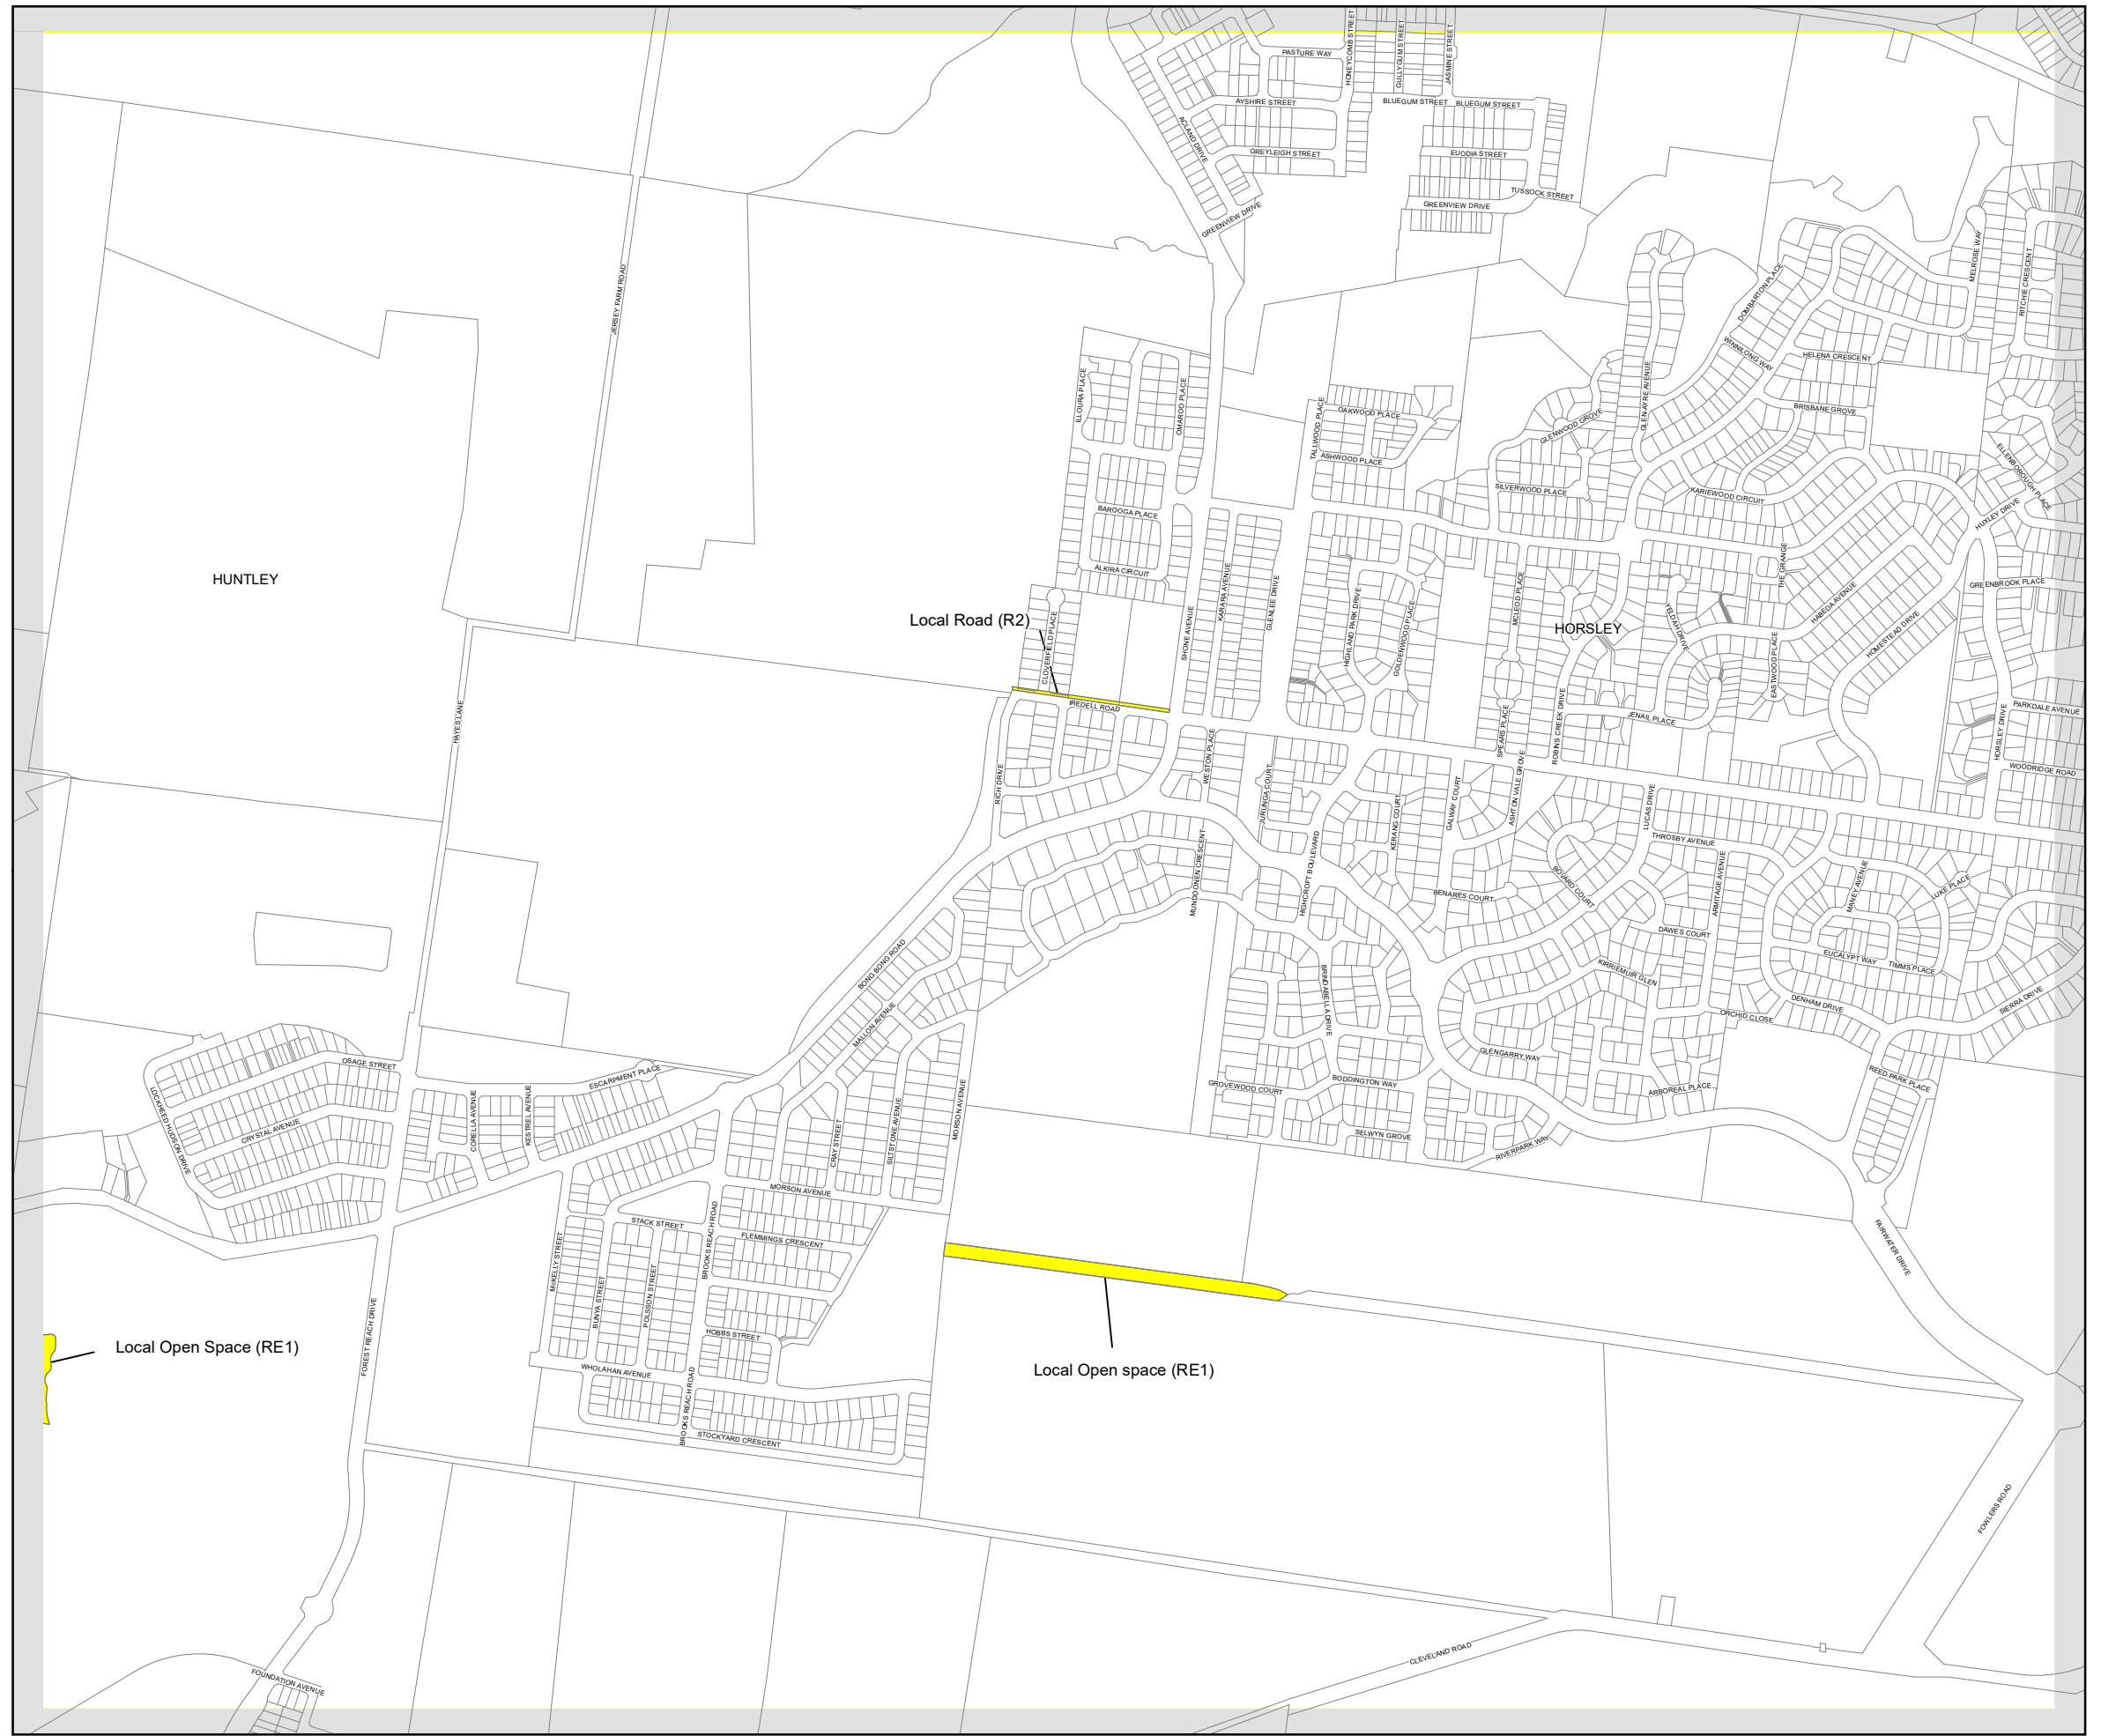 PASTURE WAY
HONEYCOMB STREET
GULLYGUM STREET
JASMINE STREET
AYSHIRE STREET
BLUEGUM STREET
BLUEGUM STREET
ACLAND DRIVE
GREYLEIGH STREET
EUODIA STREET
TUSSOCK STREET
GREENVIEW DRIVE
GREENVIEW DRIVE
MELROSE WAY
RITCHIE CRESCENT
JERSEY FARM ROAD
DOMBARTON PLACE
WINNILONG WAY
HELENA CRESCENT
ILLOURA PLACE
OMAROO PLACE
GLEN AYRE AVENUE
BRISBANE GROVE
TALLWOOD PLACE
OAKWOOD PLACE
GLENWOOD GROVE
ASHWOOD PLACE
ELLENBOROUGH PLACE
SILVERWOOD PLACE
KARIEWOOD CIRCUIT
BAROOGA PLACE
HUXLEY DRIVE
HUNTLEY
ALKIRA CIRCUIT
THE GRANGE
GREENBROOK PLACE
KARARA AVENUE
GLENLEE DRIVE
MCLEOD PLACE
HABEDA AVENUE
Local Road (R2)
CLOVERFIELD PLACE
SHONE AVENUE
HIGHLAND PARK DRIVE
GOLDENWOOD PLACE
HORSLEY
YELDAH DRIVE
EASTWOOD PLACE
HOMESTEAD DRIVE
IREDELL ROAD
HAYES LANE
SPEARS PLACE
ROBINS CREEK DRIVE
JENAIL PLACE
HORSLEY DRIVE
PARKDALE AVENUE
WOODRIDGE ROAD
RICH DRIVE
WESTON PLACE
JURUNGA COURT
KERANG COURT
GALWAY COURT
ASHTON VALE GROVE
LUCAS DRIVE
THROSBY AVENUE
MUNDOONEN CRESCENT
HIGHCROFT BOULEVARD
BENARES COURT
BOVARD COURT
ARMITAGE AVENUE
MANEY AVENUE
LUKE PLACE
BONG BONG ROAD
DAWES COURT
EUCALYPT WAY
TIMMS PLACE
KIRRIEMUIR GLEN
BRINDABELLA DRIVE
DENHAM DRIVE
SIERRA DRIVE
ORCHID CLOSE
MALLON AVENUE
OSAGE STREET
ESCARPMENT PLACE
GLENGARRY WAY
REED PARK PLACE
GROVEWOOD COURT
BODDINGTON WAY
ARBOREAL PLACE
LOCKHEED HUDSON DRIVE
CRYSTAL AVENUE
CORELLA AVENUE
KESTREL AVENUE
CRAY STREET
SILTSTONE AVENUE
MORSON AVENUE
SELWYN GROVE
RIVERPARK WAY
MORSON AVENUE
STACK STREET
BROOKS REACH ROAD
FLEMMINGS CRESCENT
FAIRWATER DRIVE
McKELLY STREET
BUNYA STREET
POLSSON STREET
FOREST REACH DRIVE
HOBBS STREET
Local Open Space (RE1)
Local Open space (RE1)
WHOLAHAN AVENUE
BROOKS REACH ROAD
STOCKYARD CRESCENT
FOWLERS ROAD
CLEVELAND ROAD
FOUNDATION AVENUE